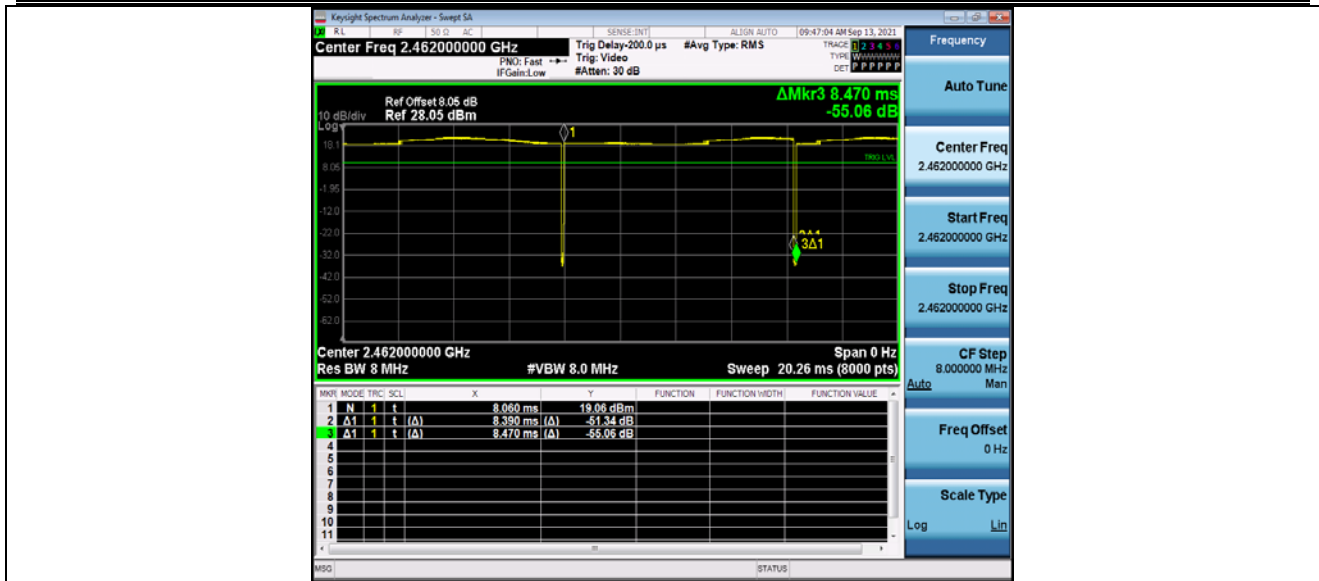 Keysight Spectrum Analyzer - Swept SA
LXI RL RF 50 Ω AC SENSE:INT ALIGN AUTO 09:47:04 AM Sep 13, 2021
Center Freq 2.462000000 GHz
PNO: Fast
IFGain:Low
Trig Delay-200.0 µs
Trig: Video
#Atten: 30 dB
#Avg Type: RMS
TRACE 1 2 3 4 5 6
TYPE WWWWWW
DET P P P P P P
Ref Offset 8.05 dB
10 dB/div Ref 28.05 dBm
Log
ΔMkr3 8.470 ms
-55.06 dB
18.1
8.05
-1.95
-12.0
-22.0
-32.0
-42.0
-52.0
-62.0
1
TRIG LVL
2Δ1
3Δ1
Center 2.462000000 GHz Span 0 Hz
Res BW 8 MHz #VBW 8.0 MHz Sweep 20.26 ms (8000 pts)
MKR MODE TRC SCL X Y FUNCTION FUNCTION WIDTH FUNCTION VALUE
1 N 1 t 8.060 ms 19.06 dBm
2 Δ1 1 t (Δ) 8.390 ms (Δ) -51.34 dB
3 Δ1 1 t (Δ) 8.470 ms (Δ) -55.06 dB
4
5
6
7
8
9
10
11
MSG STATUS
Frequency
Auto Tune
Center Freq
2.462000000 GHz
Start Freq
2.462000000 GHz
Stop Freq
2.462000000 GHz
CF Step
8.000000 MHz
Auto Man
Freq Offset
0 Hz
Scale Type
Log Lin